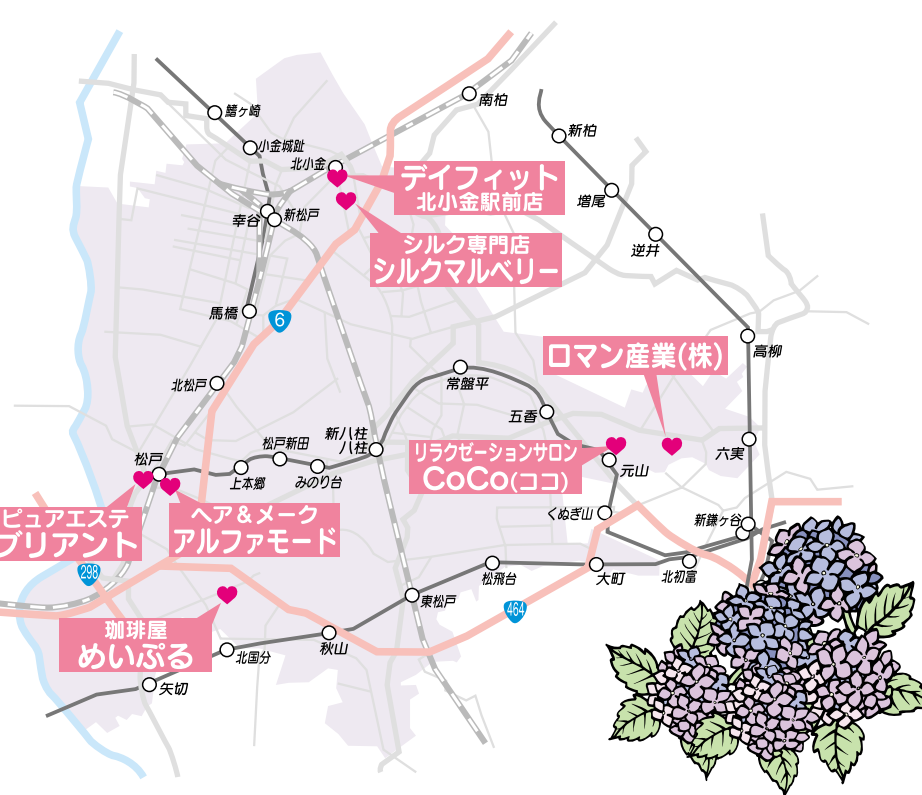 南柏
鰭ヶ崎
新柏
小金城趾
北小金
デイフィット
北小金駅前店
増尾
幸谷
新松戸
シルク専門店
シルクマルベリー
逆井
馬橋
6
ロマン産業(株)
高柳
北松戸
常盤平
五香
新八柱
八柱
松戸新田
松戸
上本郷
みのり台
リラクゼーションサロン
CoCo(ココ)
元山
六実
ピュアエステ
ブリアント
ヘア&メーク
アルファモード
くぬぎ山
新鎌ヶ谷
298
松飛台
大町
北初富
東松戸
464
珈琲屋
めいぷる
秋山
北国分
矢切